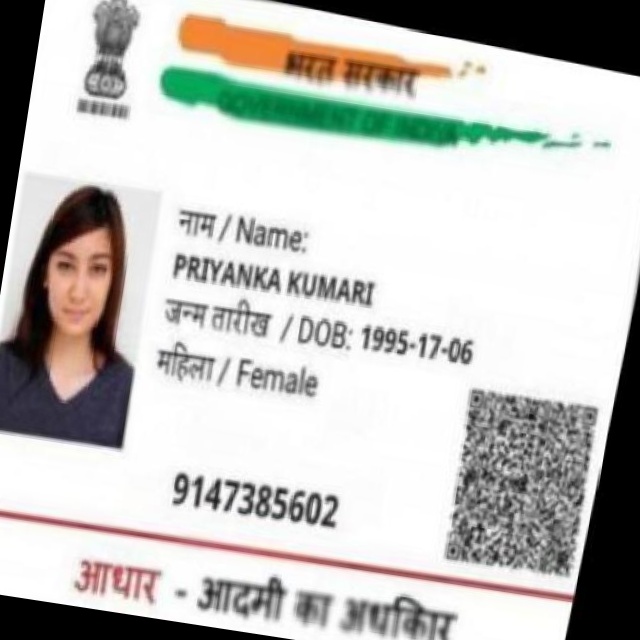 भारत सरकार
GOVERNMENT OF INDIA
नाम / Name:
PRIYANKA KUMARI
जन्म तारीख / DOB: 1995-17-06
महिला / Female
9147385602
आधार - आदमी का अधिकार